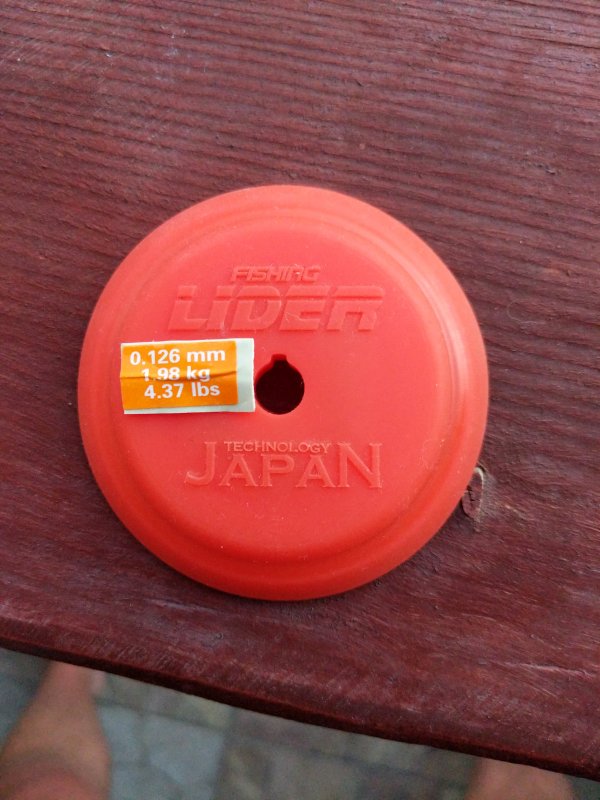 FISHING
LIDER
0.126 mm
1.98 kg
4.37 lbs
TECHNOLOGY
JAPAN